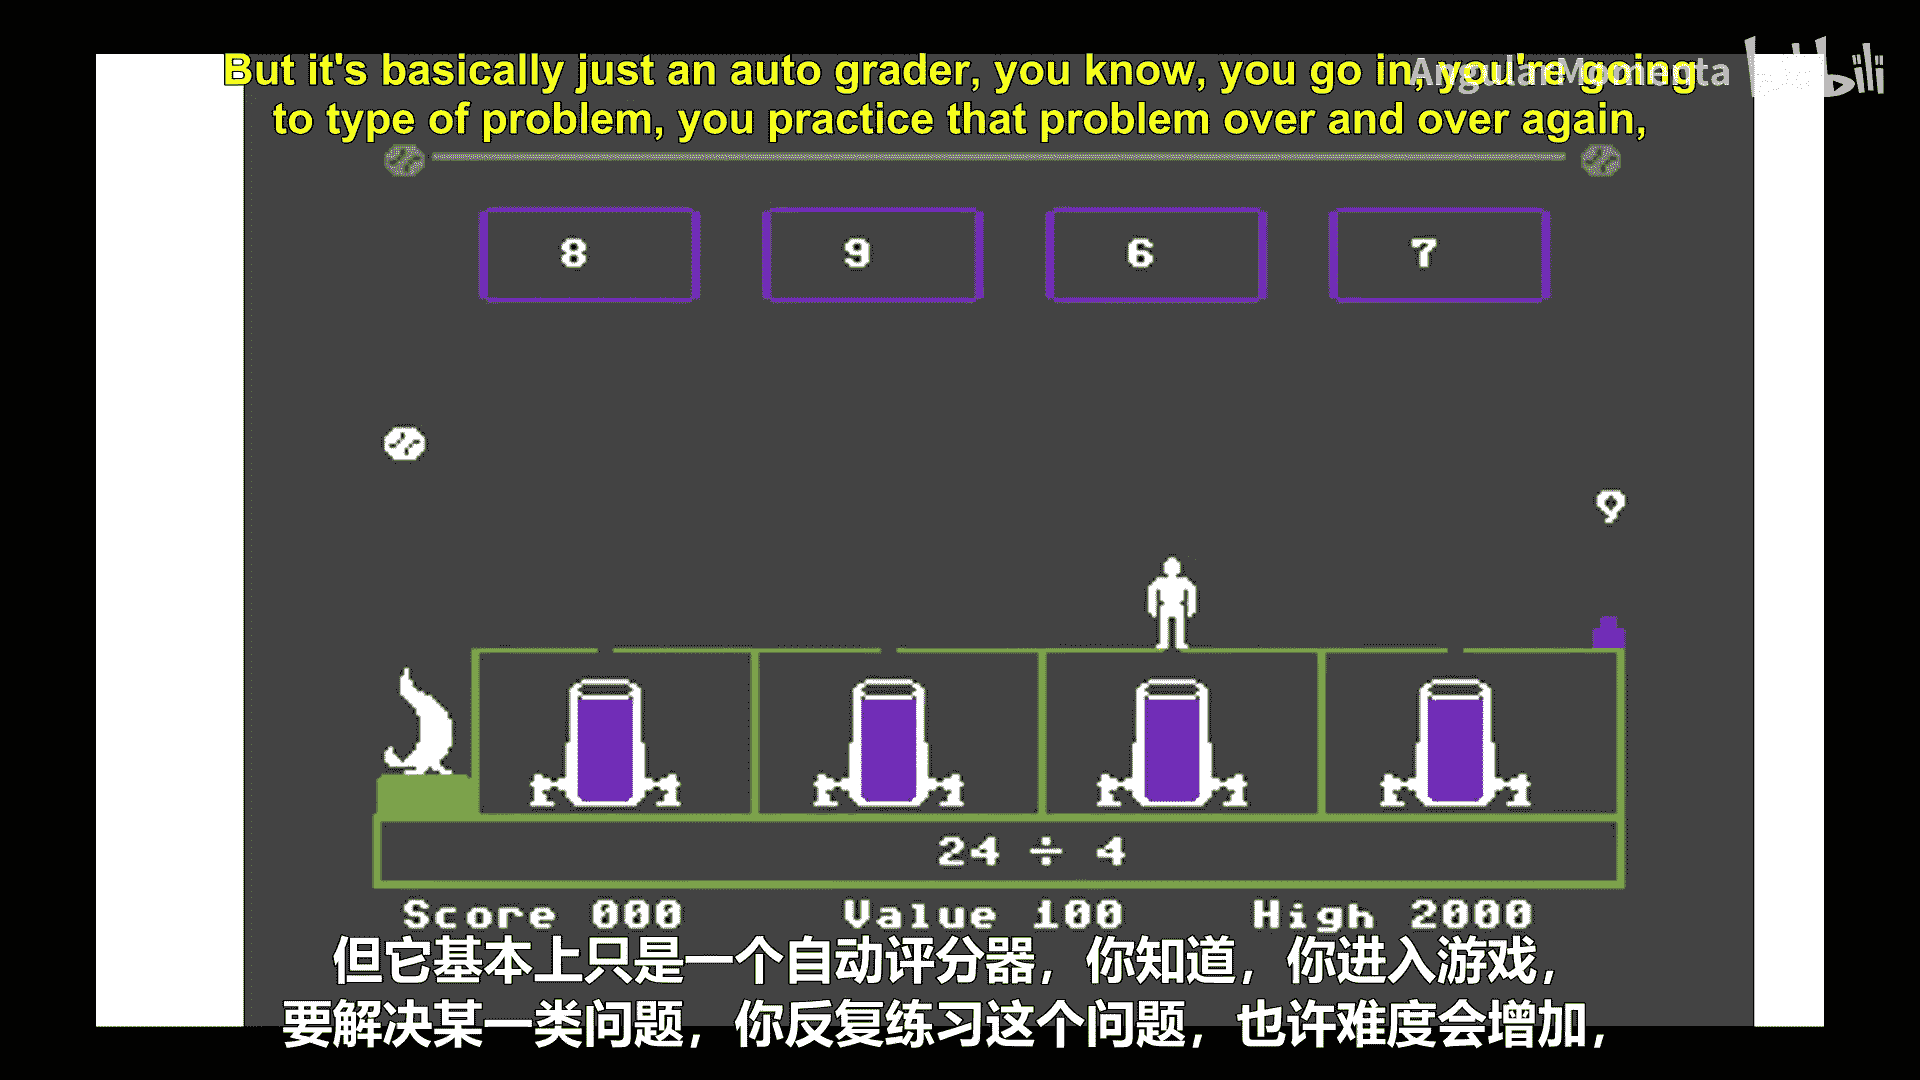 But it's basically just an auto grader, you know, you go in, you're going
AngularMomenta bilibili
to type of problem, you practice that problem over and over again,
8 9 6 7
9
24 ÷ 4
Score 000 Value 100 High 2000
但它基本上只是一个自动评分器，你知道，你进入游戏，
要解决某一类问题，你反复练习这个问题，也许难度会增加，